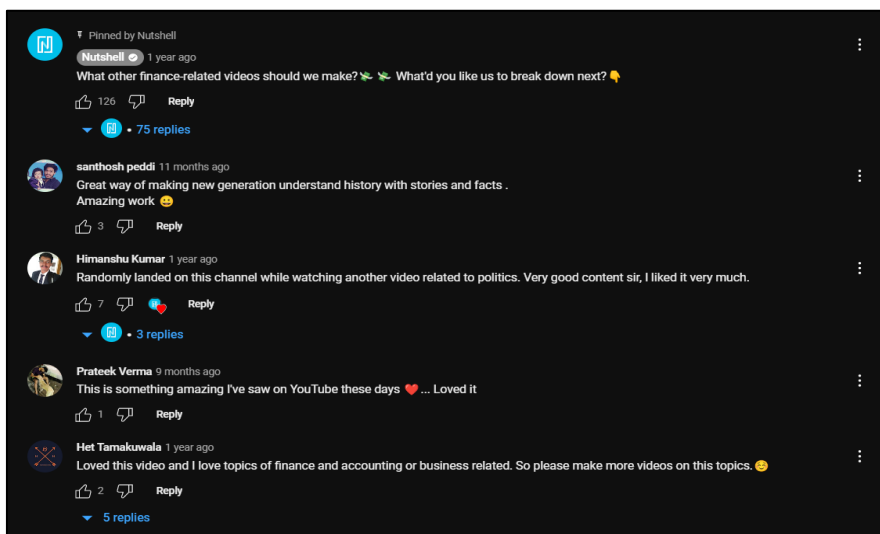 Pinned by Nutshell
Nutshell 1 year ago
What other finance-related videos should we make?💸 💸 What'd you like us to break down next?👇
126 Reply
• 75 replies
santhosh peddi 11 months ago
Great way of making new generation understand history with stories and facts .
Amazing work 😀
3 Reply
Himanshu Kumar 1 year ago
Randomly landed on this channel while watching another video related to politics. Very good content sir, I liked it very much.
7 Reply
• 3 replies
Prateek Verma 9 months ago
This is something amazing I've saw on YouTube these days ❤️ ... Loved it
1 Reply
Het Tamakuwala 1 year ago
Loved this video and I love topics of finance and accounting or business related. So please make more videos on this topics.☺️
2 Reply
5 replies